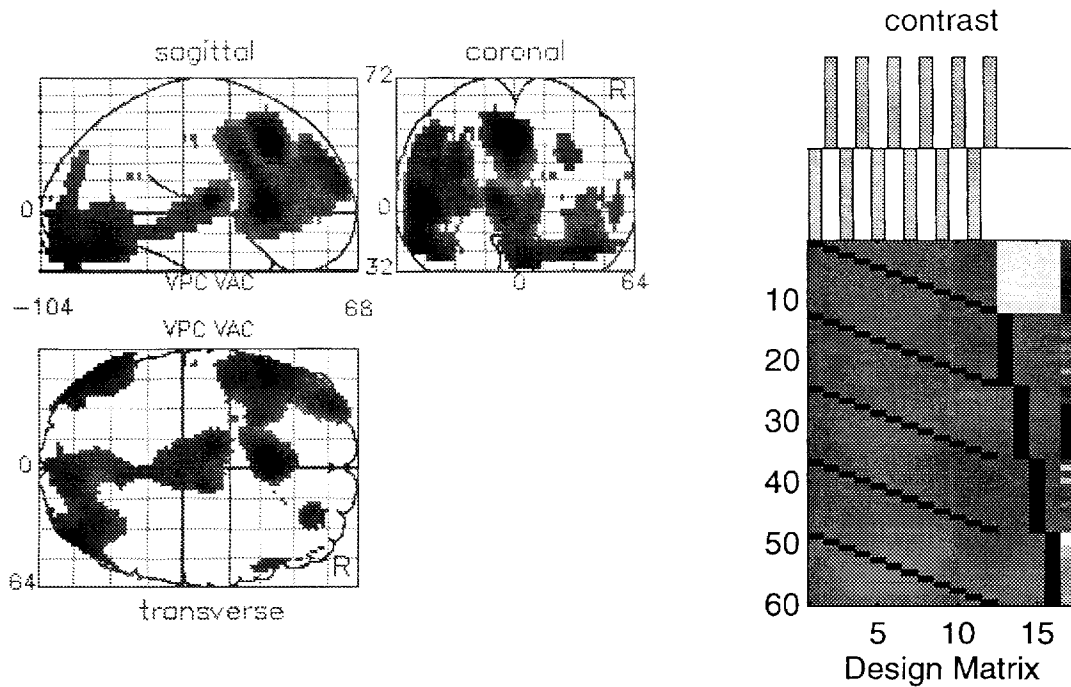 sagittal
coronal
72
R
0
0
32
VPC VAC
0
64
-104
68
VPC VAC
0
64
R
transverse
contrast
10
20
30
40
50
60
5
10
15
Design Matrix